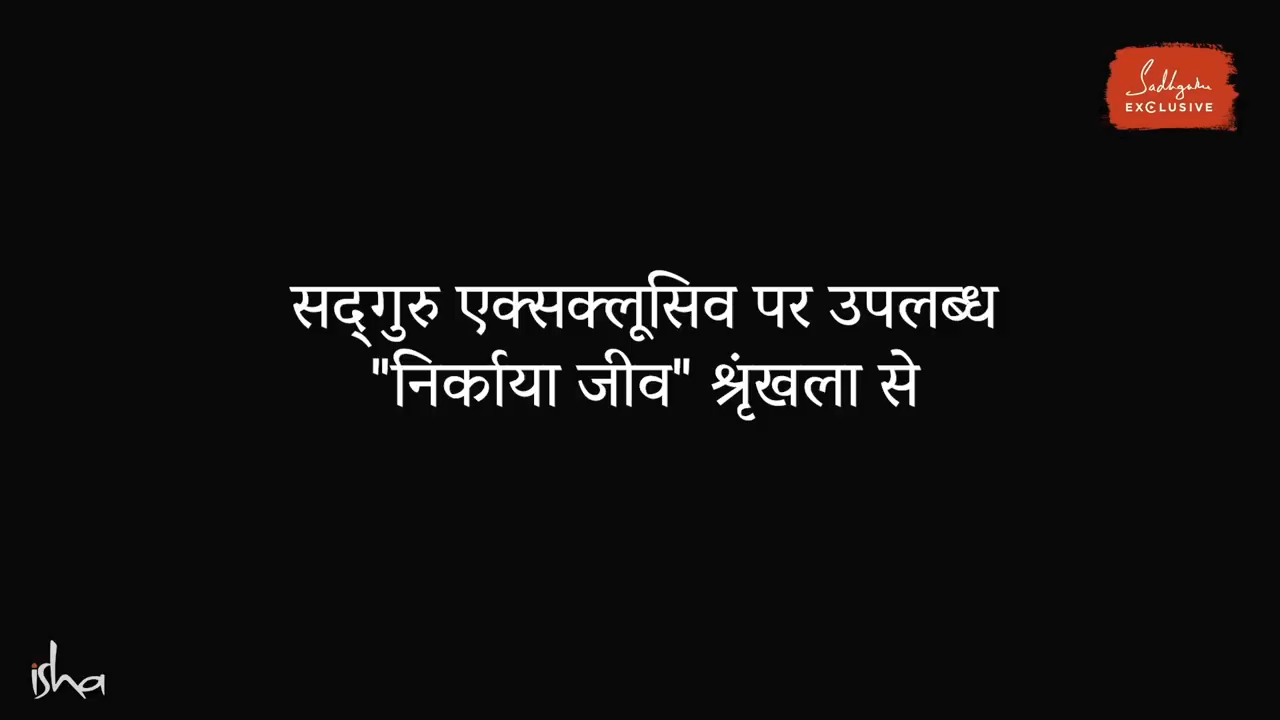 Sadhguru
EXCLUSIVE
सद्गुरु एक्सक्लूसिव पर उपलब्ध
"निर्काया जीव" श्रृंखला से
isha